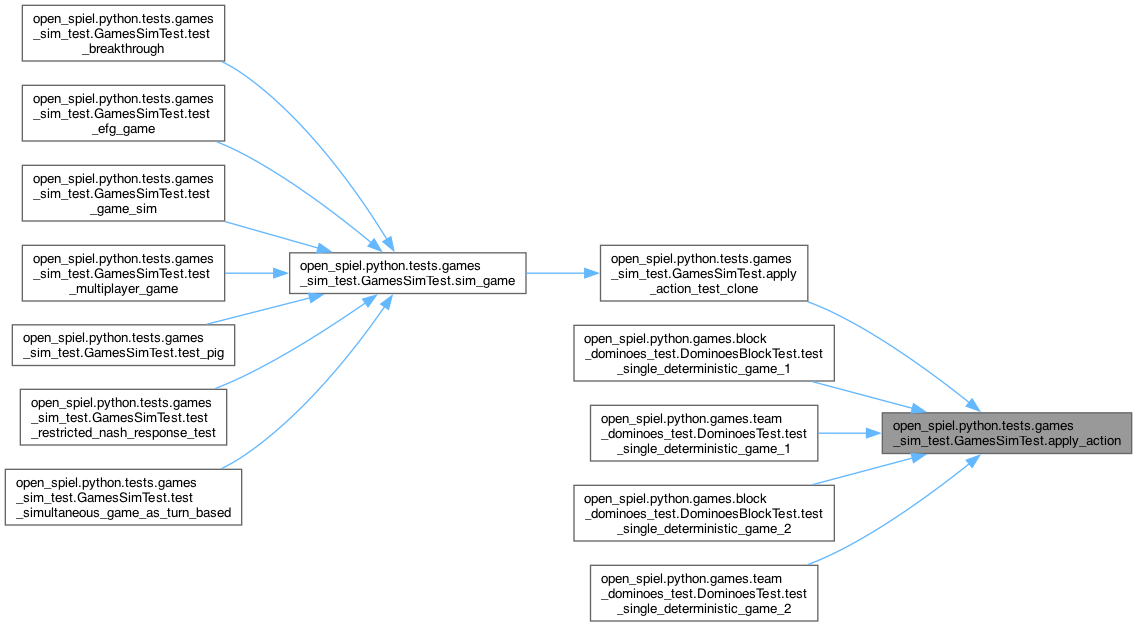 open_spiel.python.tests.games
_sim_test.GamesSimTest.test
_breakthrough
open_spiel.python.tests.games
_sim_test.GamesSimTest.test
_efg_game
open_spiel.python.tests.games
_sim_test.GamesSimTest.test
_game_sim
open_spiel.python.tests.games
_sim_test.GamesSimTest.test
_multiplayer_game
open_spiel.python.tests.games
_sim_test.GamesSimTest.test_pig
open_spiel.python.tests.games
_sim_test.GamesSimTest.test
_restricted_nash_response_test
open_spiel.python.tests.games
_sim_test.GamesSimTest.test
_simultaneous_game_as_turn_based
open_spiel.python.tests.games
_sim_test.GamesSimTest.sim_game
open_spiel.python.tests.games
_sim_test.GamesSimTest.apply
_action_test_clone
open_spiel.python.games.block
_dominoes_test.DominoesBlockTest.test
_single_deterministic_game_1
open_spiel.python.games.team
_dominoes_test.DominoesTest.test
_single_deterministic_game_1
open_spiel.python.games.block
_dominoes_test.DominoesBlockTest.test
_single_deterministic_game_2
open_spiel.python.games.team
_dominoes_test.DominoesTest.test
_single_deterministic_game_2
open_spiel.python.tests.games
_sim_test.GamesSimTest.apply_action